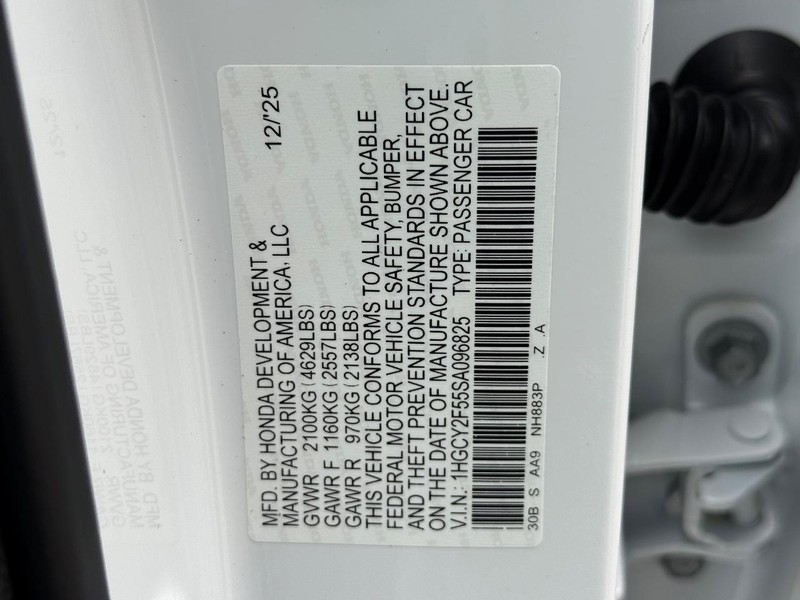 MFD. BY HONDA DEVELOPMENT & 12/'25
MANUFACTURING OF AMERICA, LLC
GVWR 2100KG(4629LBS)
GAWR F 1160KG(2557LBS)
GAWR R 970KG(2138LBS)
THIS VEHICLE CONFORMS TO ALL APPLICABLE
FEDERAL MOTOR VEHICLE SAFETY, BUMPER,
AND THEFT PREVENTION STANDARDS IN EFFECT
ON THE DATE OF MANUFACTURE SHOWN ABOVE.
V.I.N.: 1HGCY2F55SA096825 TYPE: PASSENGER CAR
30B S AA9 NH883P .Z .A